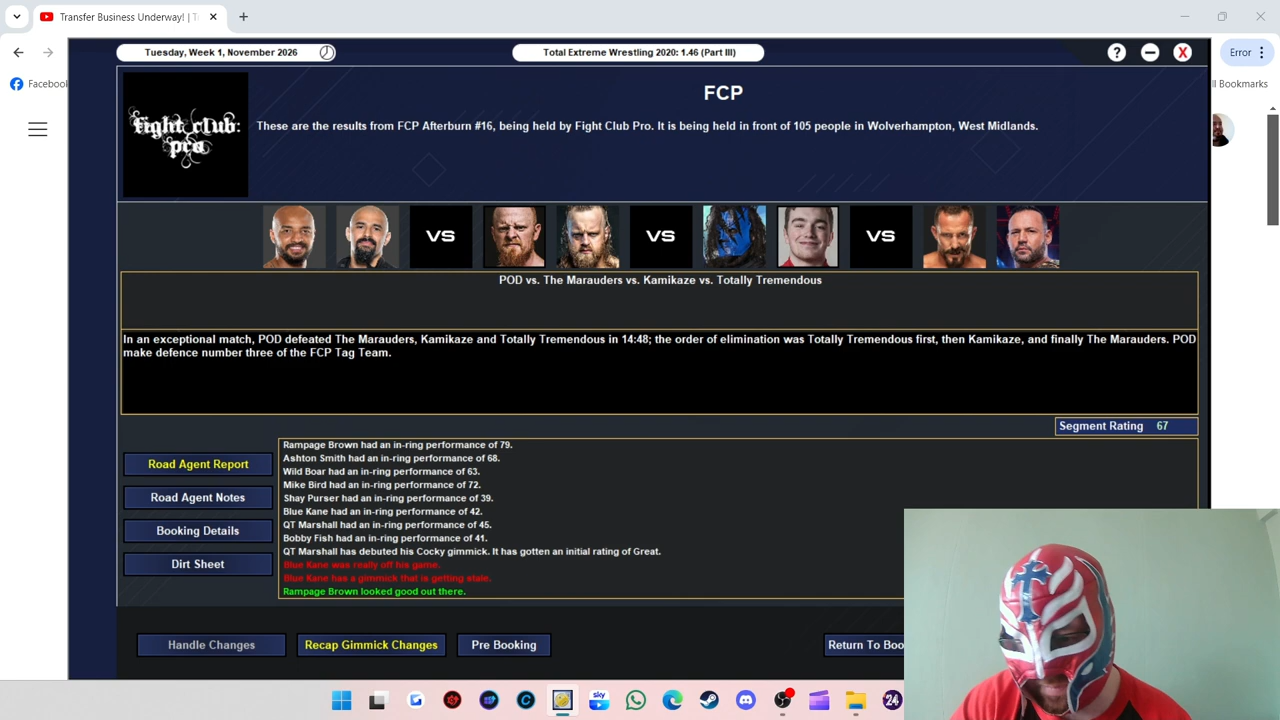 Transfer Business Underway! | T
Tuesday, Week 1, November 2026
Total Extreme Wrestling 2020: 1.46 (Part III)
?
X
Error
Facebook
ll Bookmarks
FCP
fight club:
pro
These are the results from FCP Afterburn #16, being held by Fight Club Pro. It is being held in front of 105 people in Wolverhampton, West Midlands.
VS
VS
VS
POD vs. The Marauders vs. Kamikaze vs. Totally Tremendous
In an exceptional match, POD defeated The Marauders, Kamikaze and Totally Tremendous in 14:48; the order of elimination was Totally Tremendous first, then Kamikaze, and finally The Marauders. POD
make defence number three of the FCP Tag Team.
Segment Rating 67
Road Agent Report
Road Agent Notes
Booking Details
Dirt Sheet
Rampage Brown had an in-ring performance of 79.
Ashton Smith had an in-ring performance of 68.
Wild Boar had an in-ring performance of 63.
Mike Bird had an in-ring performance of 72.
Shay Purser had an in-ring performance of 39.
Blue Kane had an in-ring performance of 42.
QT Marshall had an in-ring performance of 45.
Bobby Fish had an in-ring performance of 41.
QT Marshall has debuted his Cocky gimmick. It has gotten an initial rating of Great.
Blue Kane was really off his game.
Blue Kane has a gimmick that is getting stale.
Rampage Brown looked good out there.
Handle Changes
Recap Gimmick Changes
Pre Booking
Return To Boo
sky
24